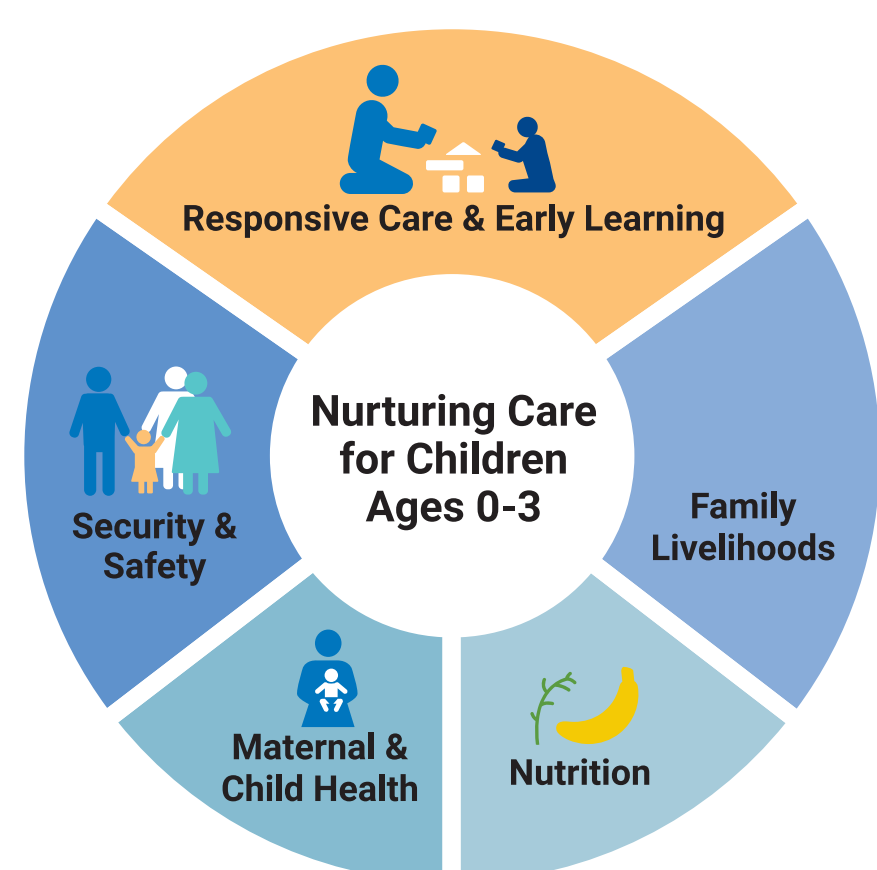 Responsive Care & Early Learning
Nurturing Care
for Children
Ages 0-3
Security &
Safety
Family
Livelihoods
Maternal &
Child Health
Nutrition